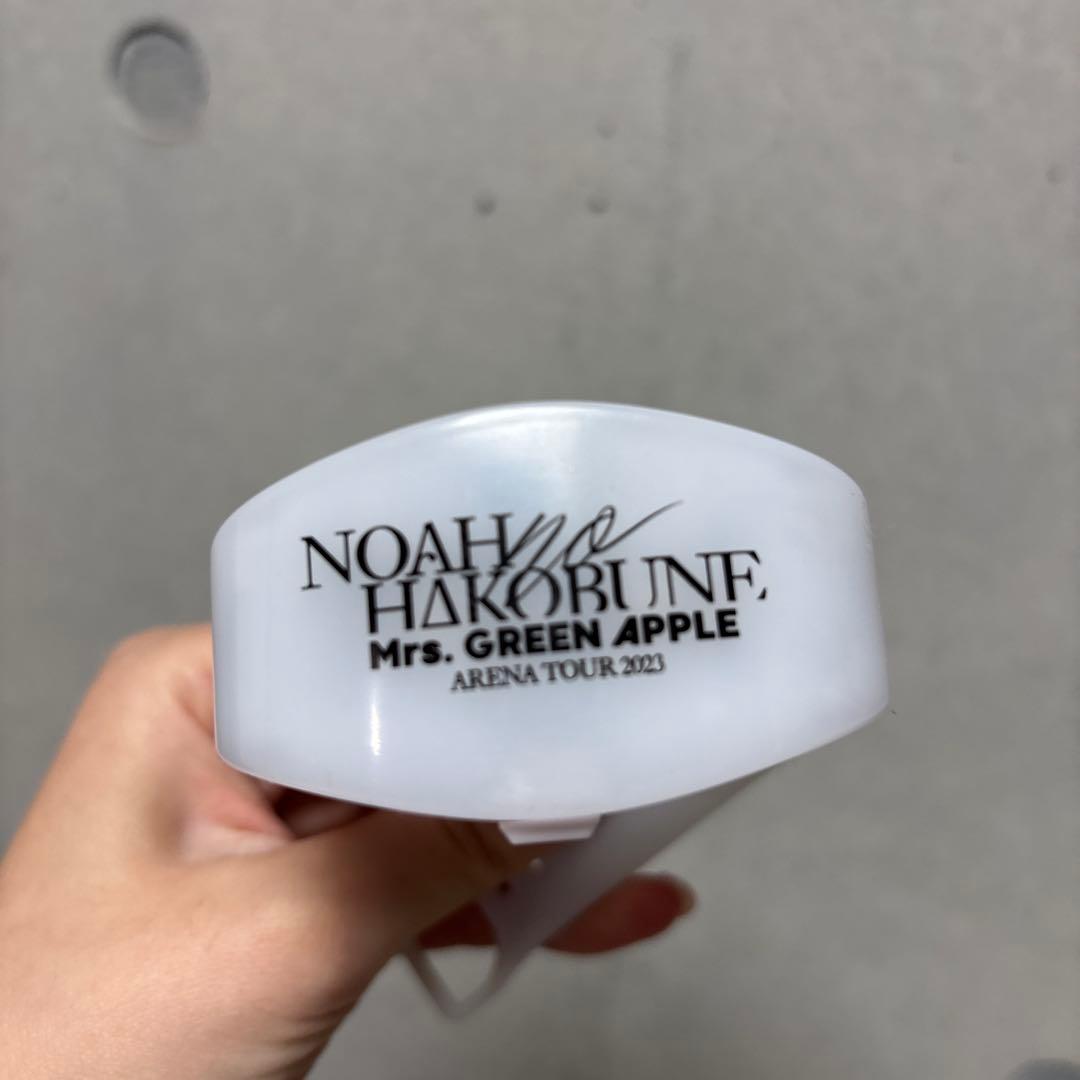 NOAH no
HAKOBUNE
Mrs. GREEN APPLE
ARENA TOUR 2023